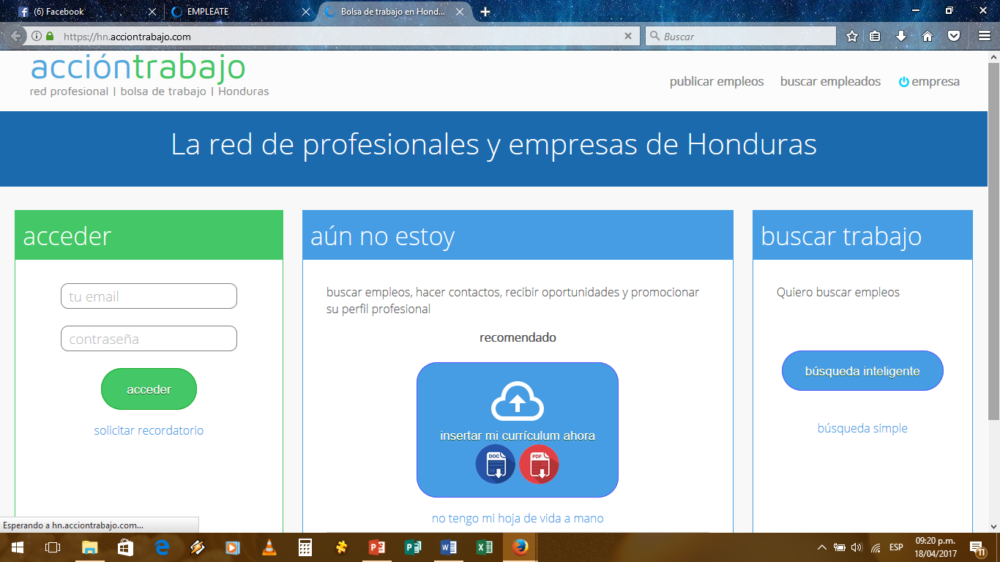 (6) Facebook
EMPLEATE
Bolsa de trabajo en Hond...
https://hn.acciontrabajo.com
Buscar
accióntrabajo
red profesional | bolsa de trabajo | Honduras
publicar empleos
buscar empleados
empresa
La red de profesionales y empresas de Honduras
acceder
tu email
contraseña
acceder
solicitar recordatorio
aún no estoy
buscar empleos, hacer contactos, recibir oportunidades y promocionar
su perfil profesional
recomendado
insertar mi currículum ahora
DOC
PDF
no tengo mi hoja de vida a mano
buscar trabajo
Quiero buscar empleos
búsqueda inteligente
búsqueda simple
Esperando a hn.acciontrabajo.com...
ESP
09:20 p.m.
18/04/2017
11